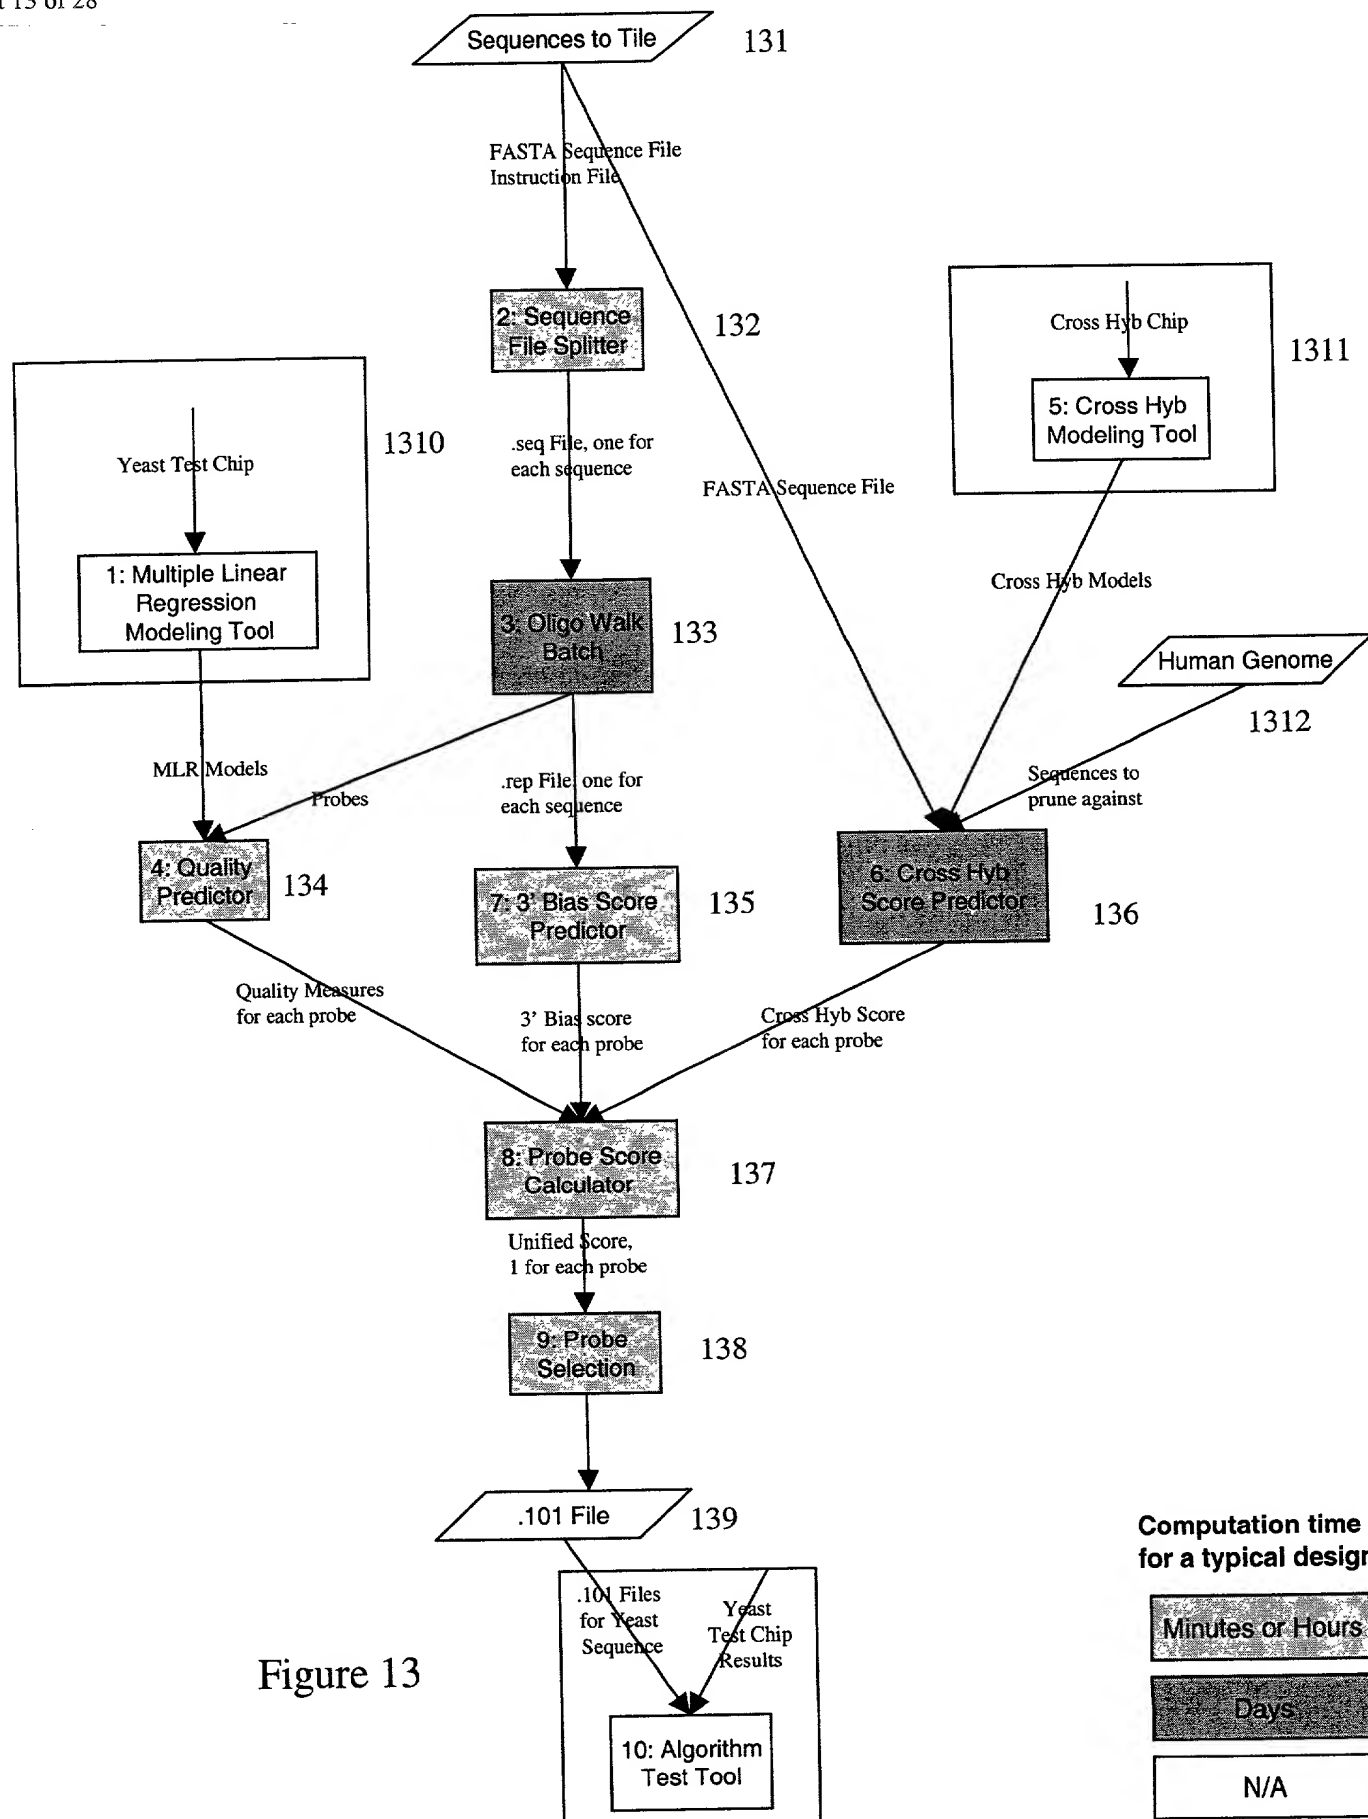 13 of 28
Sequences to Tile
131
FASTA Sequence File
Instruction File
2: Sequence
File Splitter
132
Cross Hyb Chip
5: Cross Hyb
Modeling Tool
1311
Yeast Test Chip
1310
1: Multiple Linear
Regression
Modeling Tool
.seq File, one for
each sequence
FASTA Sequence File
Cross Hyb Models
3: Oligo Walk
Batch
133
Human Genome
1312
MLR Models
Probes
.rep File, one for
each sequence
Sequences to
prune against
4: Quality
Predictor
134
7: 3' Bias Score
Predictor
135
6: Cross Hyb
Score Predictor
136
Quality Measures
for each probe
3' Bias score
for each probe
Cross Hyb Score
for each probe
8: Probe Score
Calculator
137
Unified Score,
1 for each probe
9: Probe
Selection
138
.101 File
139
.101 Files
for Yeast
Sequence
Yeast
Test Chip
Results
10: Algorithm
Test Tool
Figure 13
Computation time
for a typical design
Minutes or Hours
Days
N/A